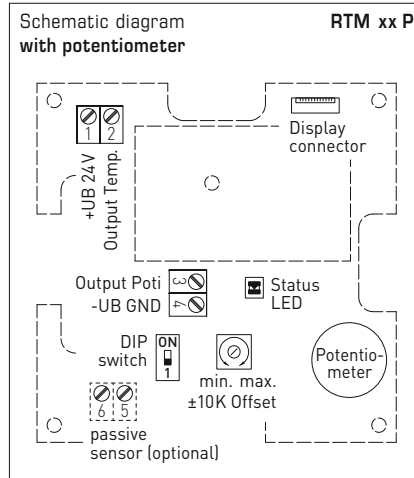 Schematic diagram
with potentiometer
RTM xx P
1 2
+UB 24V
Output Temp.
Display
connector
Output Poti 3
-UB GND 4
Status
LED
DIP
switch
ON
1
min. max.
±10K Offset
Potentio-
meter
6 5
passive
sensor (optional)